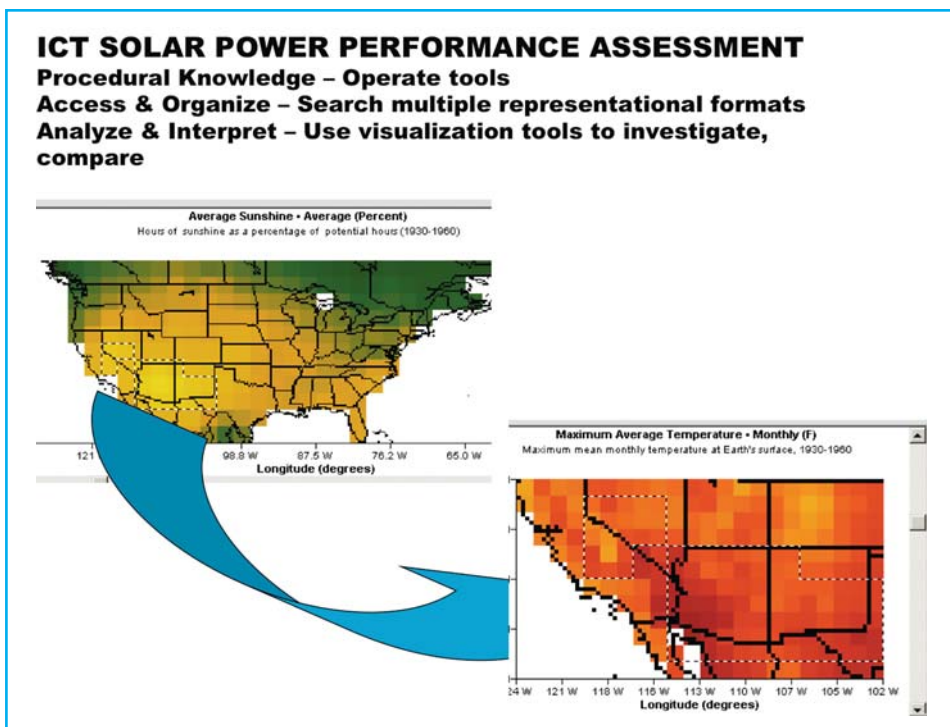 ICT SOLAR POWER PERFORMANCE ASSESSMENT
Procedural Knowledge – Operate tools
Access & Organize – Search multiple representational formats
Analyze & Interpret – Use visualization tools to investigate,
compare
Average Sunshine • Average (Percent)
Hours of sunshine as a percentage of potential hours (1930-1960)
121
98.8 W 87.5 W 76.2 W 65.0 W
Longitude (degrees)
Maximum Average Temperature • Monthly (F)
Maximum mean monthly temperature at Earth's surface, 1930-1960
24 W 121 W 118 W 116 W 113 W 110 W 107 W 105 W 102 W
Longitude (degrees)